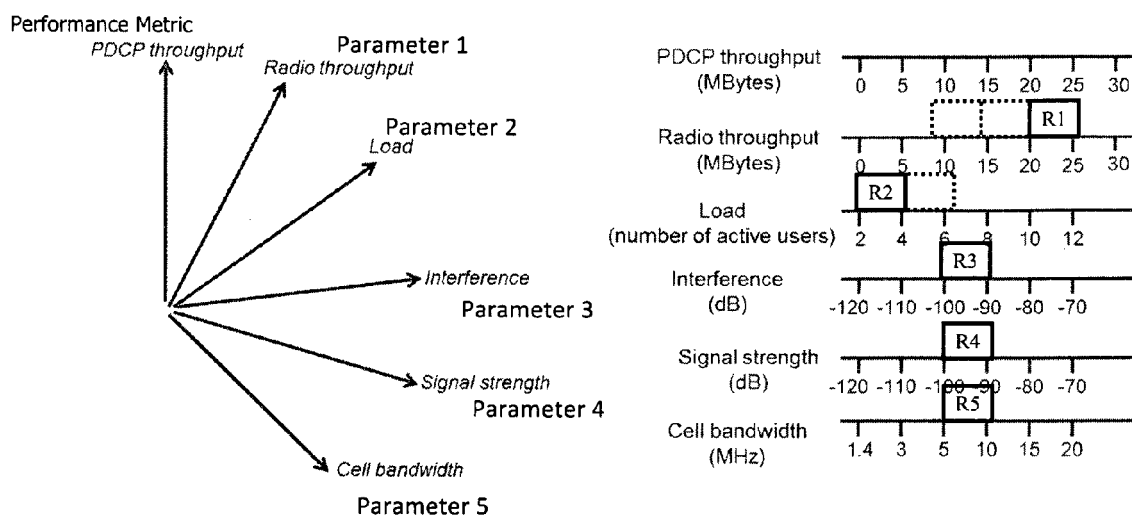 Performance Metric
PDCP throughput
Parameter 1
Radio throughput
Parameter 2
Load
Interference
Parameter 3
Signal strength
Parameter 4
Cell bandwidth
Parameter 5
PDCP throughput
(MBytes)
0 5 10 15 20 25 30
R1
Radio throughput
(MBytes)
0 5 10 15 20 25 30
R2
Load
(number of active users)
2 4 6 8 10 12
R3
Interference
(dB)
-120 -110 -100 -90 -80 -70
R4
Signal strength
(dB)
-120 -110 -100 -90 -80 -70
R5
Cell bandwidth
(MHz)
1.4 3 5 10 15 20